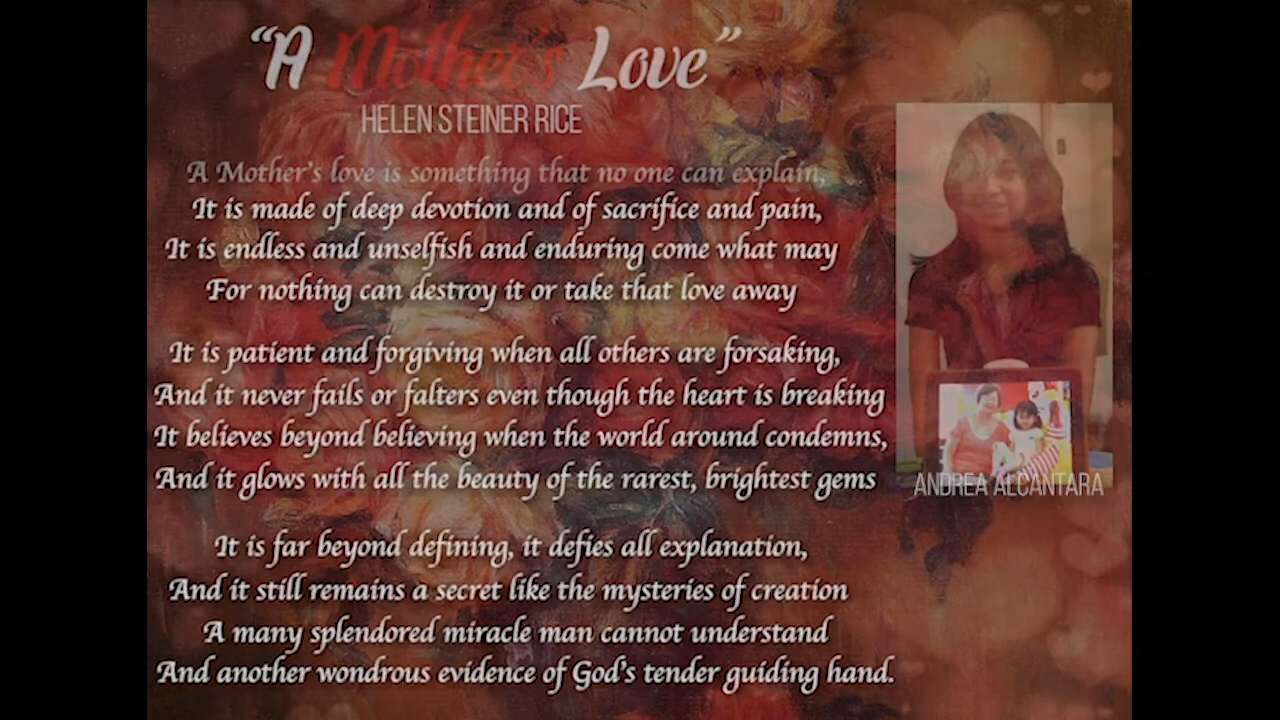 "A Mother's Love"
HELEN STEINER RICE
A Mother's love is something that no one can explain,
It is made of deep devotion and of sacrifice and pain,
It is endless and unselfish and enduring come what may
For nothing can destroy it or take that love away
It is patient and forgiving when all others are forsaking,
And it never fails or falters even though the heart is breaking
It believes beyond believing when the world around condemns,
And it glows with all the beauty of the rarest, brightest gems
It is far beyond defining, it defies all explanation,
And it still remains a secret like the mysteries of creation
A many splendored miracle man cannot understand
And another wondrous evidence of God's tender guiding hand.
ANDREA ALCANTARA